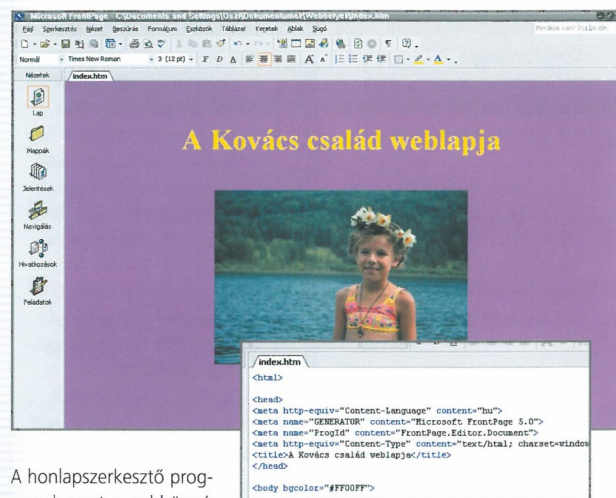 Microsoft FrontPage - C:\Documents and Settings\Oszi\Dokumentumok\Webhelyek\index.htm
Fájl Szerkesztés Nézet Beszúrás Formátum Eszközök Táblázat Keretek Ablak Súgó
Normál Times New Roman 3 (12 pt) F D A
Nézetek
/index.htm
Lap
Mappák
Jelentések
Navigálás
Hivatkozások
Feladatok
A Kovács család weblapja
/index.htm
<html>
<head>
<meta http-equiv="Content-Language" content="hu">
<meta name="GENERATOR" content="Microsoft FrontPage 5.0">
<meta name="ProgId" content="FrontPage.Editor.Document">
<meta http-equiv="Content-Type" content="text/html; charset=window
<title>A Kovács család weblapja</title>
</head>
<body bgcolor="#FF00FF">
A honlapszerkesztő prog-